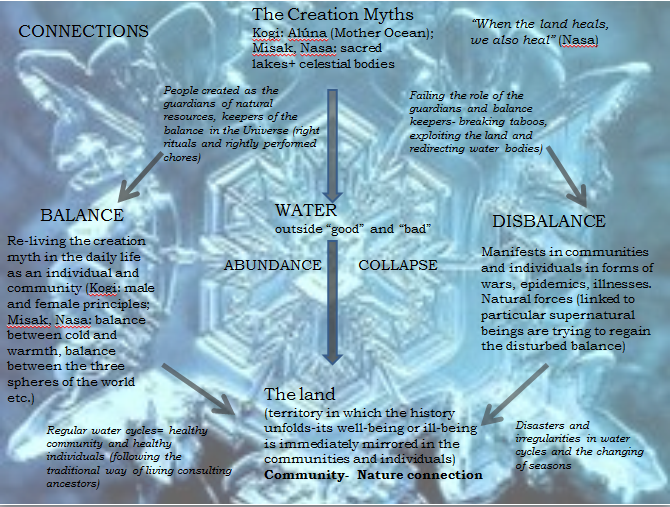 CONNECTIONS
The Creation Myths
Kogi: Alúna (Mother Ocean);
Misak, Nasa: sacred
lakes+ celestial bodies
“When the land heals,
we also heal” (Nasa)
People created as the
guardians of natural
resources, keepers of the
balance in the Universe (right
rituals and rightly performed
chores)
Failing the role of the
guardians and balance
keepers- breaking taboos,
exploiting the land and
redirecting water bodies)
BALANCE
Re-living the creation
myth in the daily life
as an individual and
community (Kogi: male
and female principles;
Misak, Nasa: balance
between cold and
warmth, balance
between the three
spheres of the world
etc.)
WATER
outside “good” and “bad”
ABUNDANCE COLLAPSE
DISBALANCE
Manifests in communities
and individuals in forms of
wars, epidemics, illnesses.
Natural forces (linked to
particular supernatural
beings are trying to regain
the disturbed balance)
Regular water cycles= healthy
community and healthy
individuals (following the
traditional way of living consulting
ancestors)
The land
(territory in which the history
unfolds-its well-being or ill-being
is immediately mirrored in the
communities and individuals)
Community- Nature connection
Disasters and
irregularities in water
cycles and the changing
of seasons